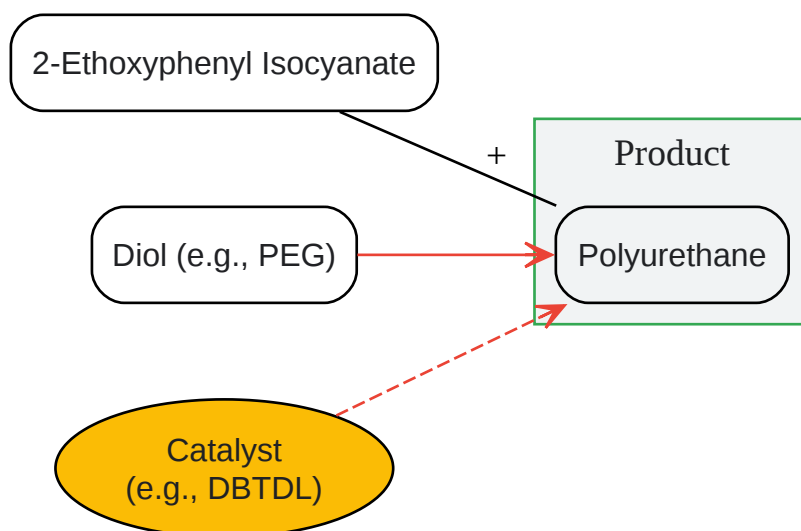 2-Ethoxyphenyl Isocyanate
+
Product
Diol (e.g., PEG)
Polyurethane
Catalyst
(e.g., DBTDL)